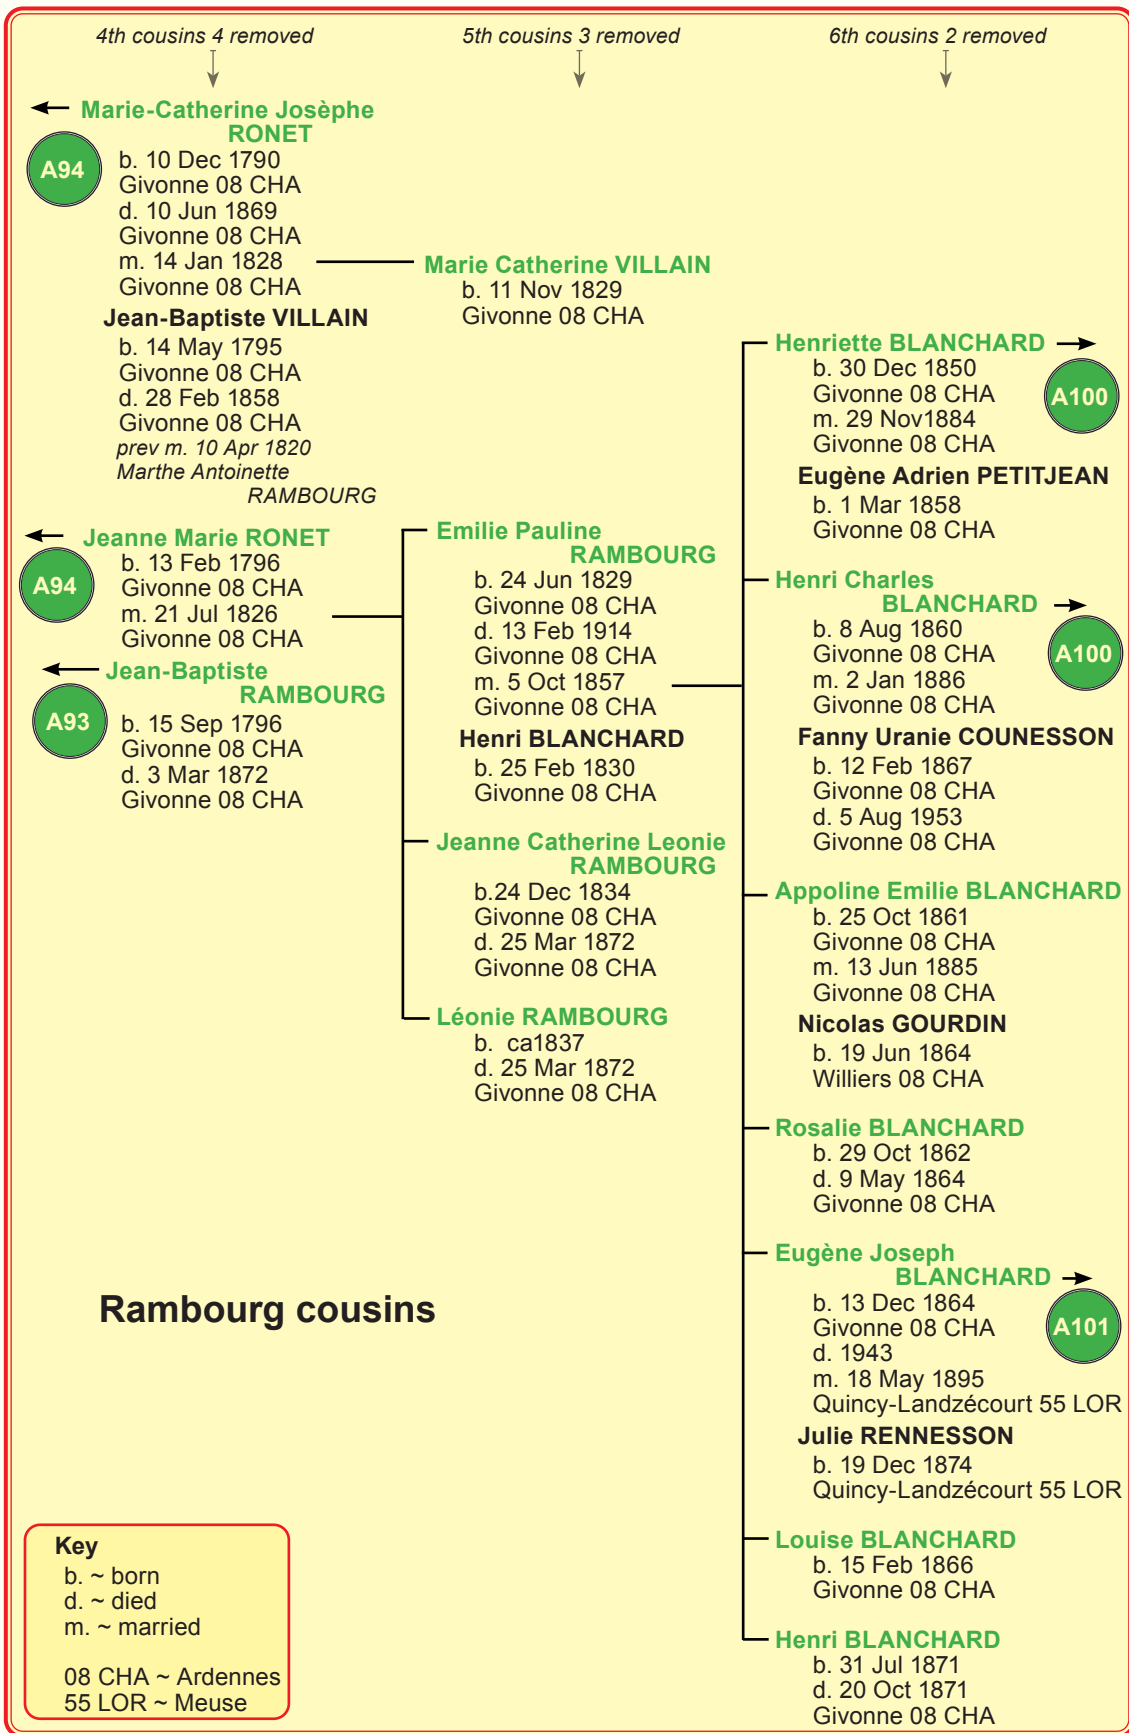 4th cousins 4 removed
5th cousins 3 removed
6th cousins 2 removed
Marie-Catherine Josèphe
RONET
A94
b. 10 Dec 1790
Givonne 08 CHA
d. 10 Jun 1869
Givonne 08 CHA
m. 14 Jan 1828
Givonne 08 CHA
Jean-Baptiste VILLAIN
b. 14 May 1795
Givonne 08 CHA
d. 28 Feb 1858
Givonne 08 CHA
prev m. 10 Apr 1820
Marthe Antoinette
RAMBOURG
Jeanne Marie RONET
A94
b. 13 Feb 1796
Givonne 08 CHA
m. 21 Jul 1826
Givonne 08 CHA
Jean-Baptiste
RAMBOURG
A93
b. 15 Sep 1796
Givonne 08 CHA
d. 3 Mar 1872
Givonne 08 CHA
Marie Catherine VILLAIN
b. 11 Nov 1829
Givonne 08 CHA
Emilie Pauline
RAMBOURG
b. 24 Jun 1829
Givonne 08 CHA
d. 13 Feb 1914
Givonne 08 CHA
m. 5 Oct 1857
Givonne 08 CHA
Henri BLANCHARD
b. 25 Feb 1830
Givonne 08 CHA
Jeanne Catherine Leonie
RAMBOURG
b.24 Dec 1834
Givonne 08 CHA
d. 25 Mar 1872
Givonne 08 CHA
Léonie RAMBOURG
b. ca1837
d. 25 Mar 1872
Givonne 08 CHA
Henriette BLANCHARD
A100
b. 30 Dec 1850
Givonne 08 CHA
m. 29 Nov1884
Givonne 08 CHA
Eugène Adrien PETITJEAN
b. 1 Mar 1858
Givonne 08 CHA
Henri Charles
BLANCHARD
A100
b. 8 Aug 1860
Givonne 08 CHA
m. 2 Jan 1886
Givonne 08 CHA
Fanny Uranie COUNESSON
b. 12 Feb 1867
Givonne 08 CHA
d. 5 Aug 1953
Givonne 08 CHA
Appoline Emilie BLANCHARD
b. 25 Oct 1861
Givonne 08 CHA
m. 13 Jun 1885
Givonne 08 CHA
Nicolas GOURDIN
b. 19 Jun 1864
Williers 08 CHA
Rosalie BLANCHARD
b. 29 Oct 1862
d. 9 May 1864
Givonne 08 CHA
Eugène Joseph
BLANCHARD
A101
b. 13 Dec 1864
Givonne 08 CHA
d. 1943
m. 18 May 1895
Quincy-Landzécourt 55 LOR
Julie RENNESSON
b. 19 Dec 1874
Quincy-Landzécourt 55 LOR
Louise BLANCHARD
b. 15 Feb 1866
Givonne 08 CHA
Henri BLANCHARD
b. 31 Jul 1871
d. 20 Oct 1871
Givonne 08 CHA
Rambourg cousins
Key
b. ~ born
d. ~ died
m. ~ married
08 CHA ~ Ardennes
55 LOR ~ Meuse